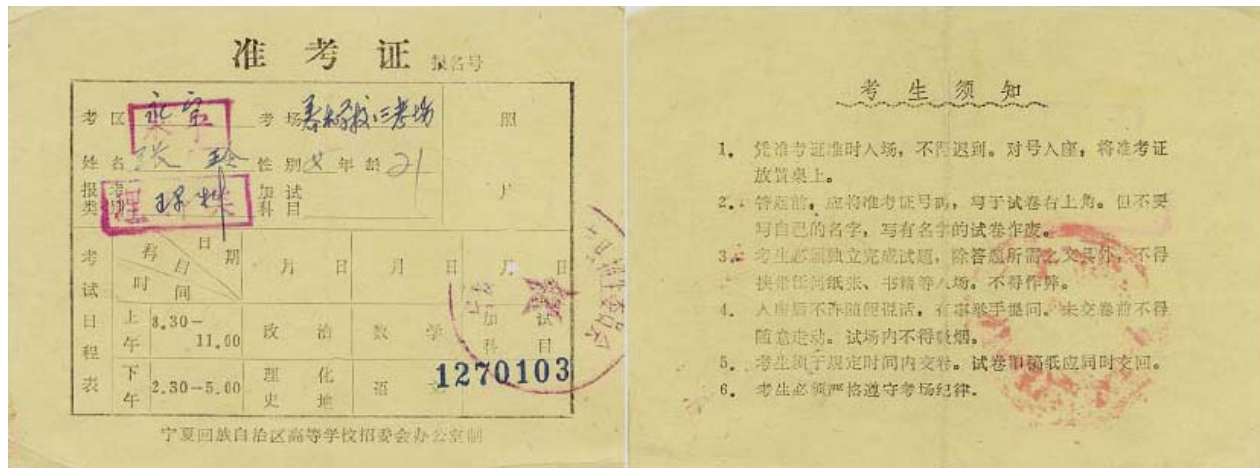 准考证 报名号
考区 永宁 考场 三考场 照
姓名 张玲 性别 女 年龄 21
报考类别 理 加试科目 片
考试日程表 科目 日期 时间 月 日 月 日 月 日
上午 8.30—11.00 政治 数学 加试科目
下午 2.30—5.00 理化 史地 语
1270103
宁夏回族自治区高等学校招委会办公室制
考生须知
1. 凭准考证准时入场,不得迟到。对号入座,将准考证
放置桌上。
2. 答题前,应将准考证号码,写于试卷右上角。但不要
写自己的名字,写有名字的试卷作废。
3. 考生必须独立完成试题,除答题所需之文具外,不得
挟带任何纸张、书籍等入场。不得作弊。
4. 入座后不许随便说话,有事举手提问。未交卷前不得
随意走动。试场内不得吸烟。
5. 考生须于规定时间内交卷。试卷和稿纸应同时交回。
6. 考生必须严格遵守考场纪律。